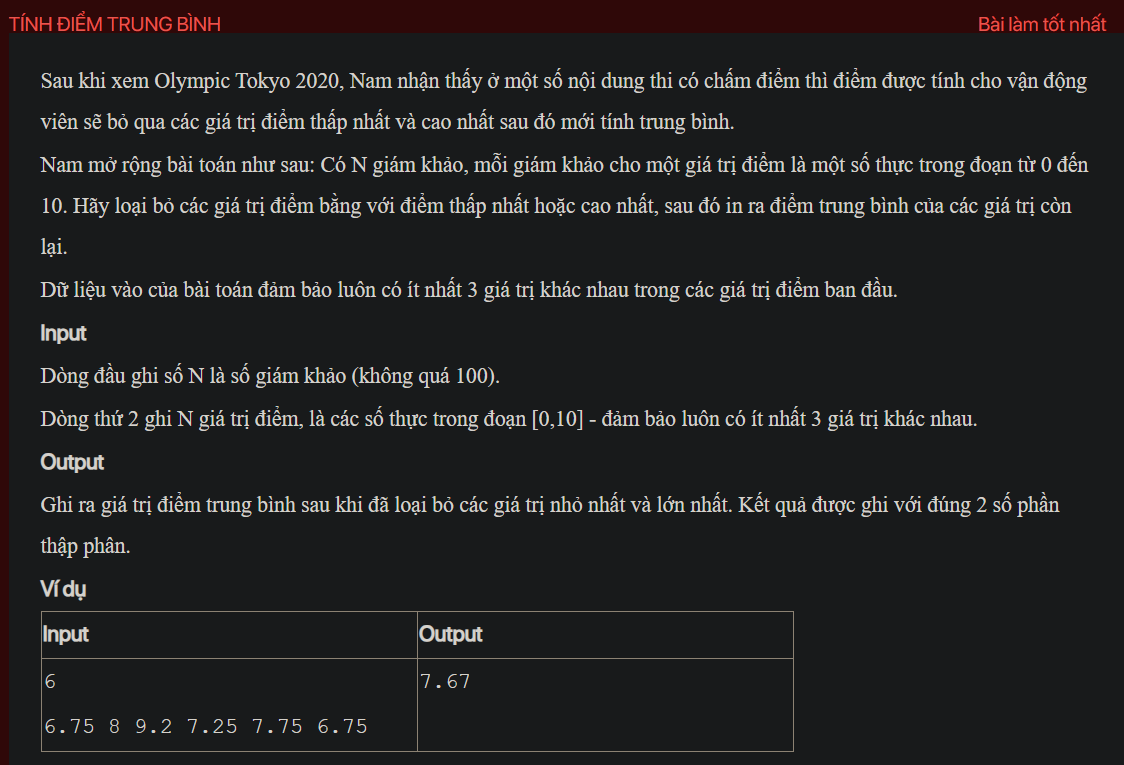 TÍNH ĐIỂM TRUNG BÌNH
Bài làm tốt nhất
Sau khi xem Olympic Tokyo 2020, Nam nhận thấy ở một số nội dung thi có chấm điểm thì điểm được tính cho vận động
viên sẽ bỏ qua các giá trị điểm thấp nhất và cao nhất sau đó mới tính trung bình.
Nam mở rộng bài toán như sau: Có N giám khảo, mỗi giám khảo cho một giá trị điểm là một số thực trong đoạn từ 0 đến
10. Hãy loại bỏ các giá trị điểm bằng với điểm thấp nhất hoặc cao nhất, sau đó in ra điểm trung bình của các giá trị còn
lại.
Dữ liệu vào của bài toán đảm bảo luôn có ít nhất 3 giá trị khác nhau trong các giá trị điểm ban đầu.
Input
Dòng đầu ghi số N là số giám khảo (không quá 100).
Dòng thứ 2 ghi N giá trị điểm, là các số thực trong đoạn [0,10] - đảm bảo luôn có ít nhất 3 giá trị khác nhau.
Output
Ghi ra giá trị điểm trung bình sau khi đã loại bỏ các giá trị nhỏ nhất và lớn nhất. Kết quả được ghi với đúng 2 số phần
thập phân.
Ví dụ
Input Output
6 7.67
6.75 8 9.2 7.25 7.75 6.75